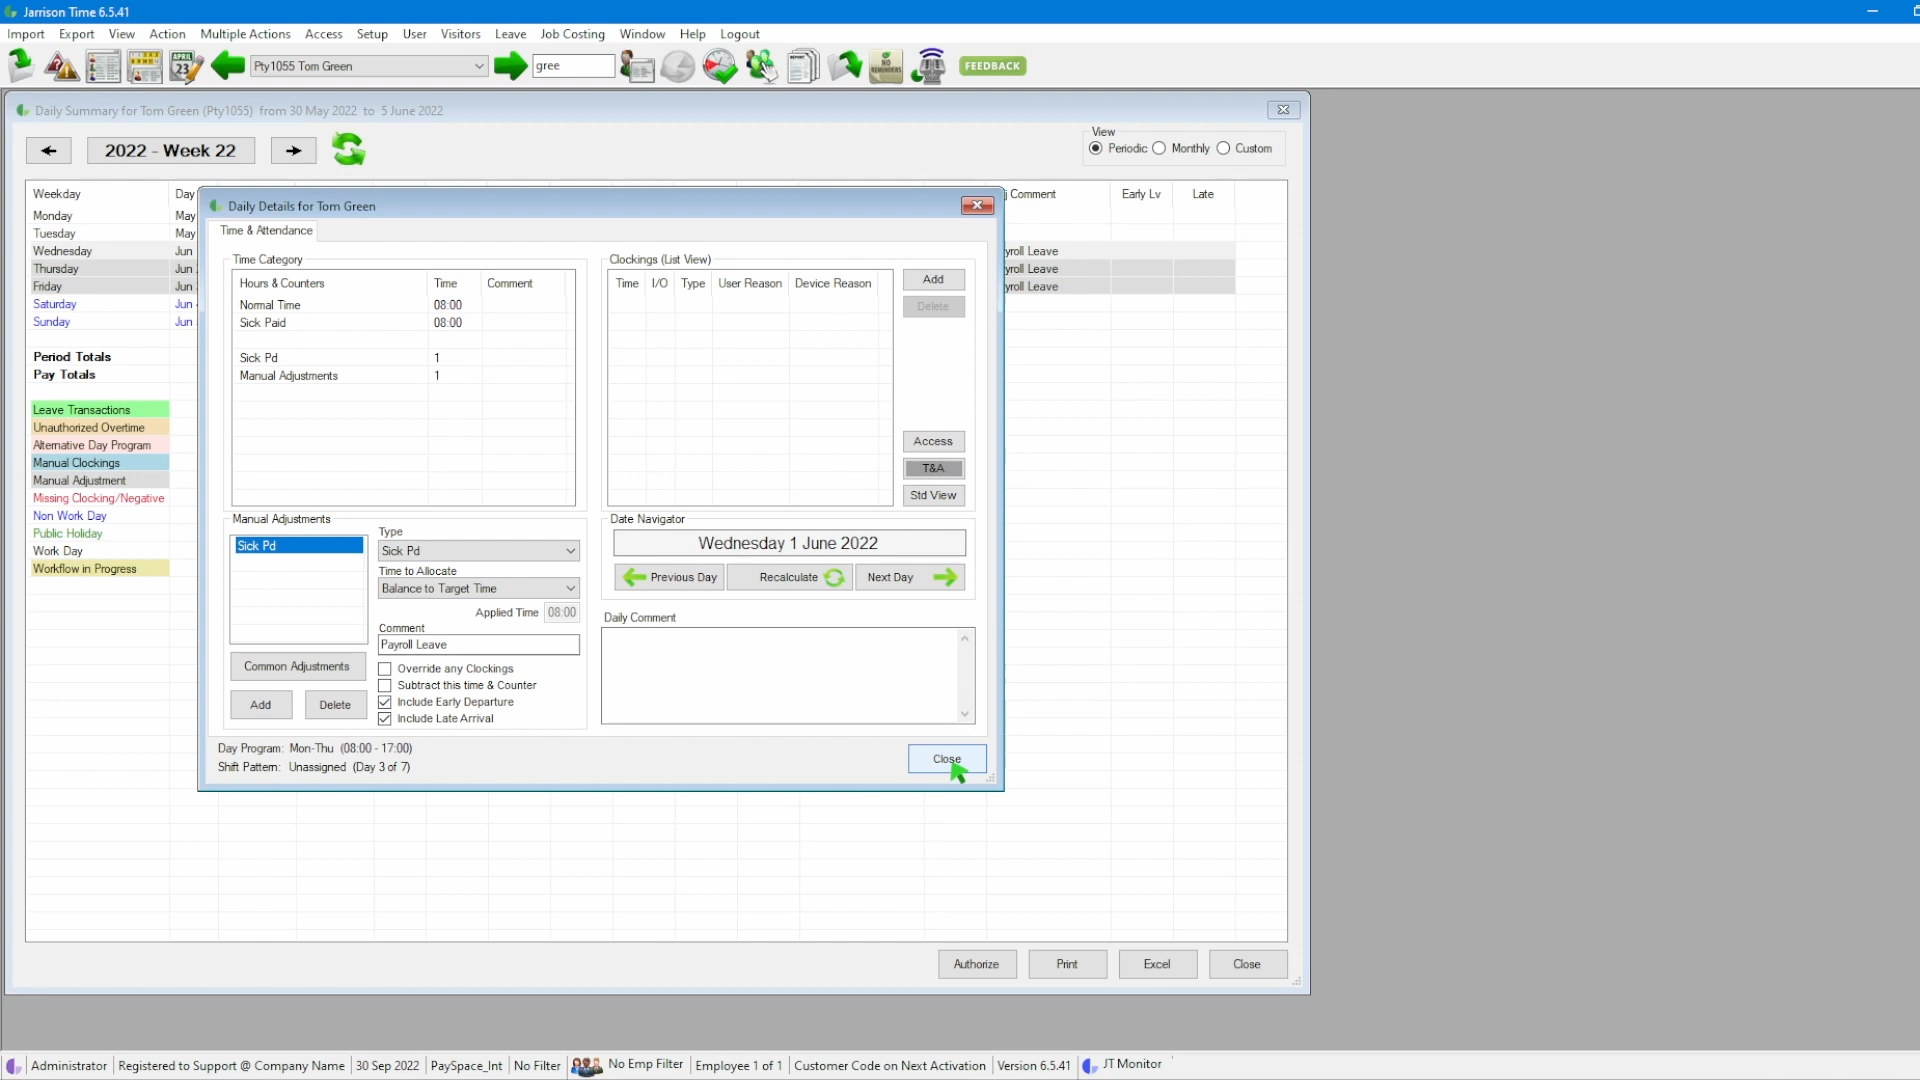 Jarrison Time 6.5.41
Import Export View Action Multiple Actions Access Setup User Visitors Leave Job Costing Window Help Logout
APRIL 23 Pty1055 Tom Green gree REPORT NO REMINDERS FEEDBACK
Daily Summary for Tom Green (Pty1055) from 30 May 2022 to 5 June 2022
2022 - Week 22
View
Periodic Monthly Custom
Weekday Day Comment Early Lv Late
Monday May
Tuesday May
Wednesday Jun yroll Leave
Thursday Jun yroll Leave
Friday Jun yroll Leave
Saturday Jun
Sunday Jun
Period Totals
Pay Totals
Leave Transactions
Unauthorized Overtime
Alternative Day Program
Manual Clockings
Manual Adjustment
Missing Clocking/Negative
Non Work Day
Public Holiday
Work Day
Workflow in Progress
Daily Details for Tom Green
Time & Attendance
Time Category
Hours & Counters Time Comment
Normal Time 08:00
Sick Paid 08:00
Sick Pd 1
Manual Adjustments 1
Clockings (List View)
Time I/O Type User Reason Device Reason
Add
Delete
Access
T&A
Std View
Manual Adjustments
Sick Pd
Common Adjustments
Add Delete
Type
Sick Pd
Time to Allocate
Balance to Target Time
Applied Time 08:00
Comment
Payroll Leave
Override any Clockings
Subtract this time & Counter
Include Early Departure
Include Late Arrival
Date Navigator
Wednesday 1 June 2022
Previous Day Recalculate Next Day
Daily Comment
Day Program: Mon-Thu (08:00 - 17:00)
Shift Pattern: Unassigned (Day 3 of 7)
Close
Authorize Print Excel Close
Administrator Registered to Support @ Company Name 30 Sep 2022 PaySpace_Int No Filter No Emp Filter Employee 1 of 1 Customer Code on Next Activation Version 6.5.41 JT Monitor